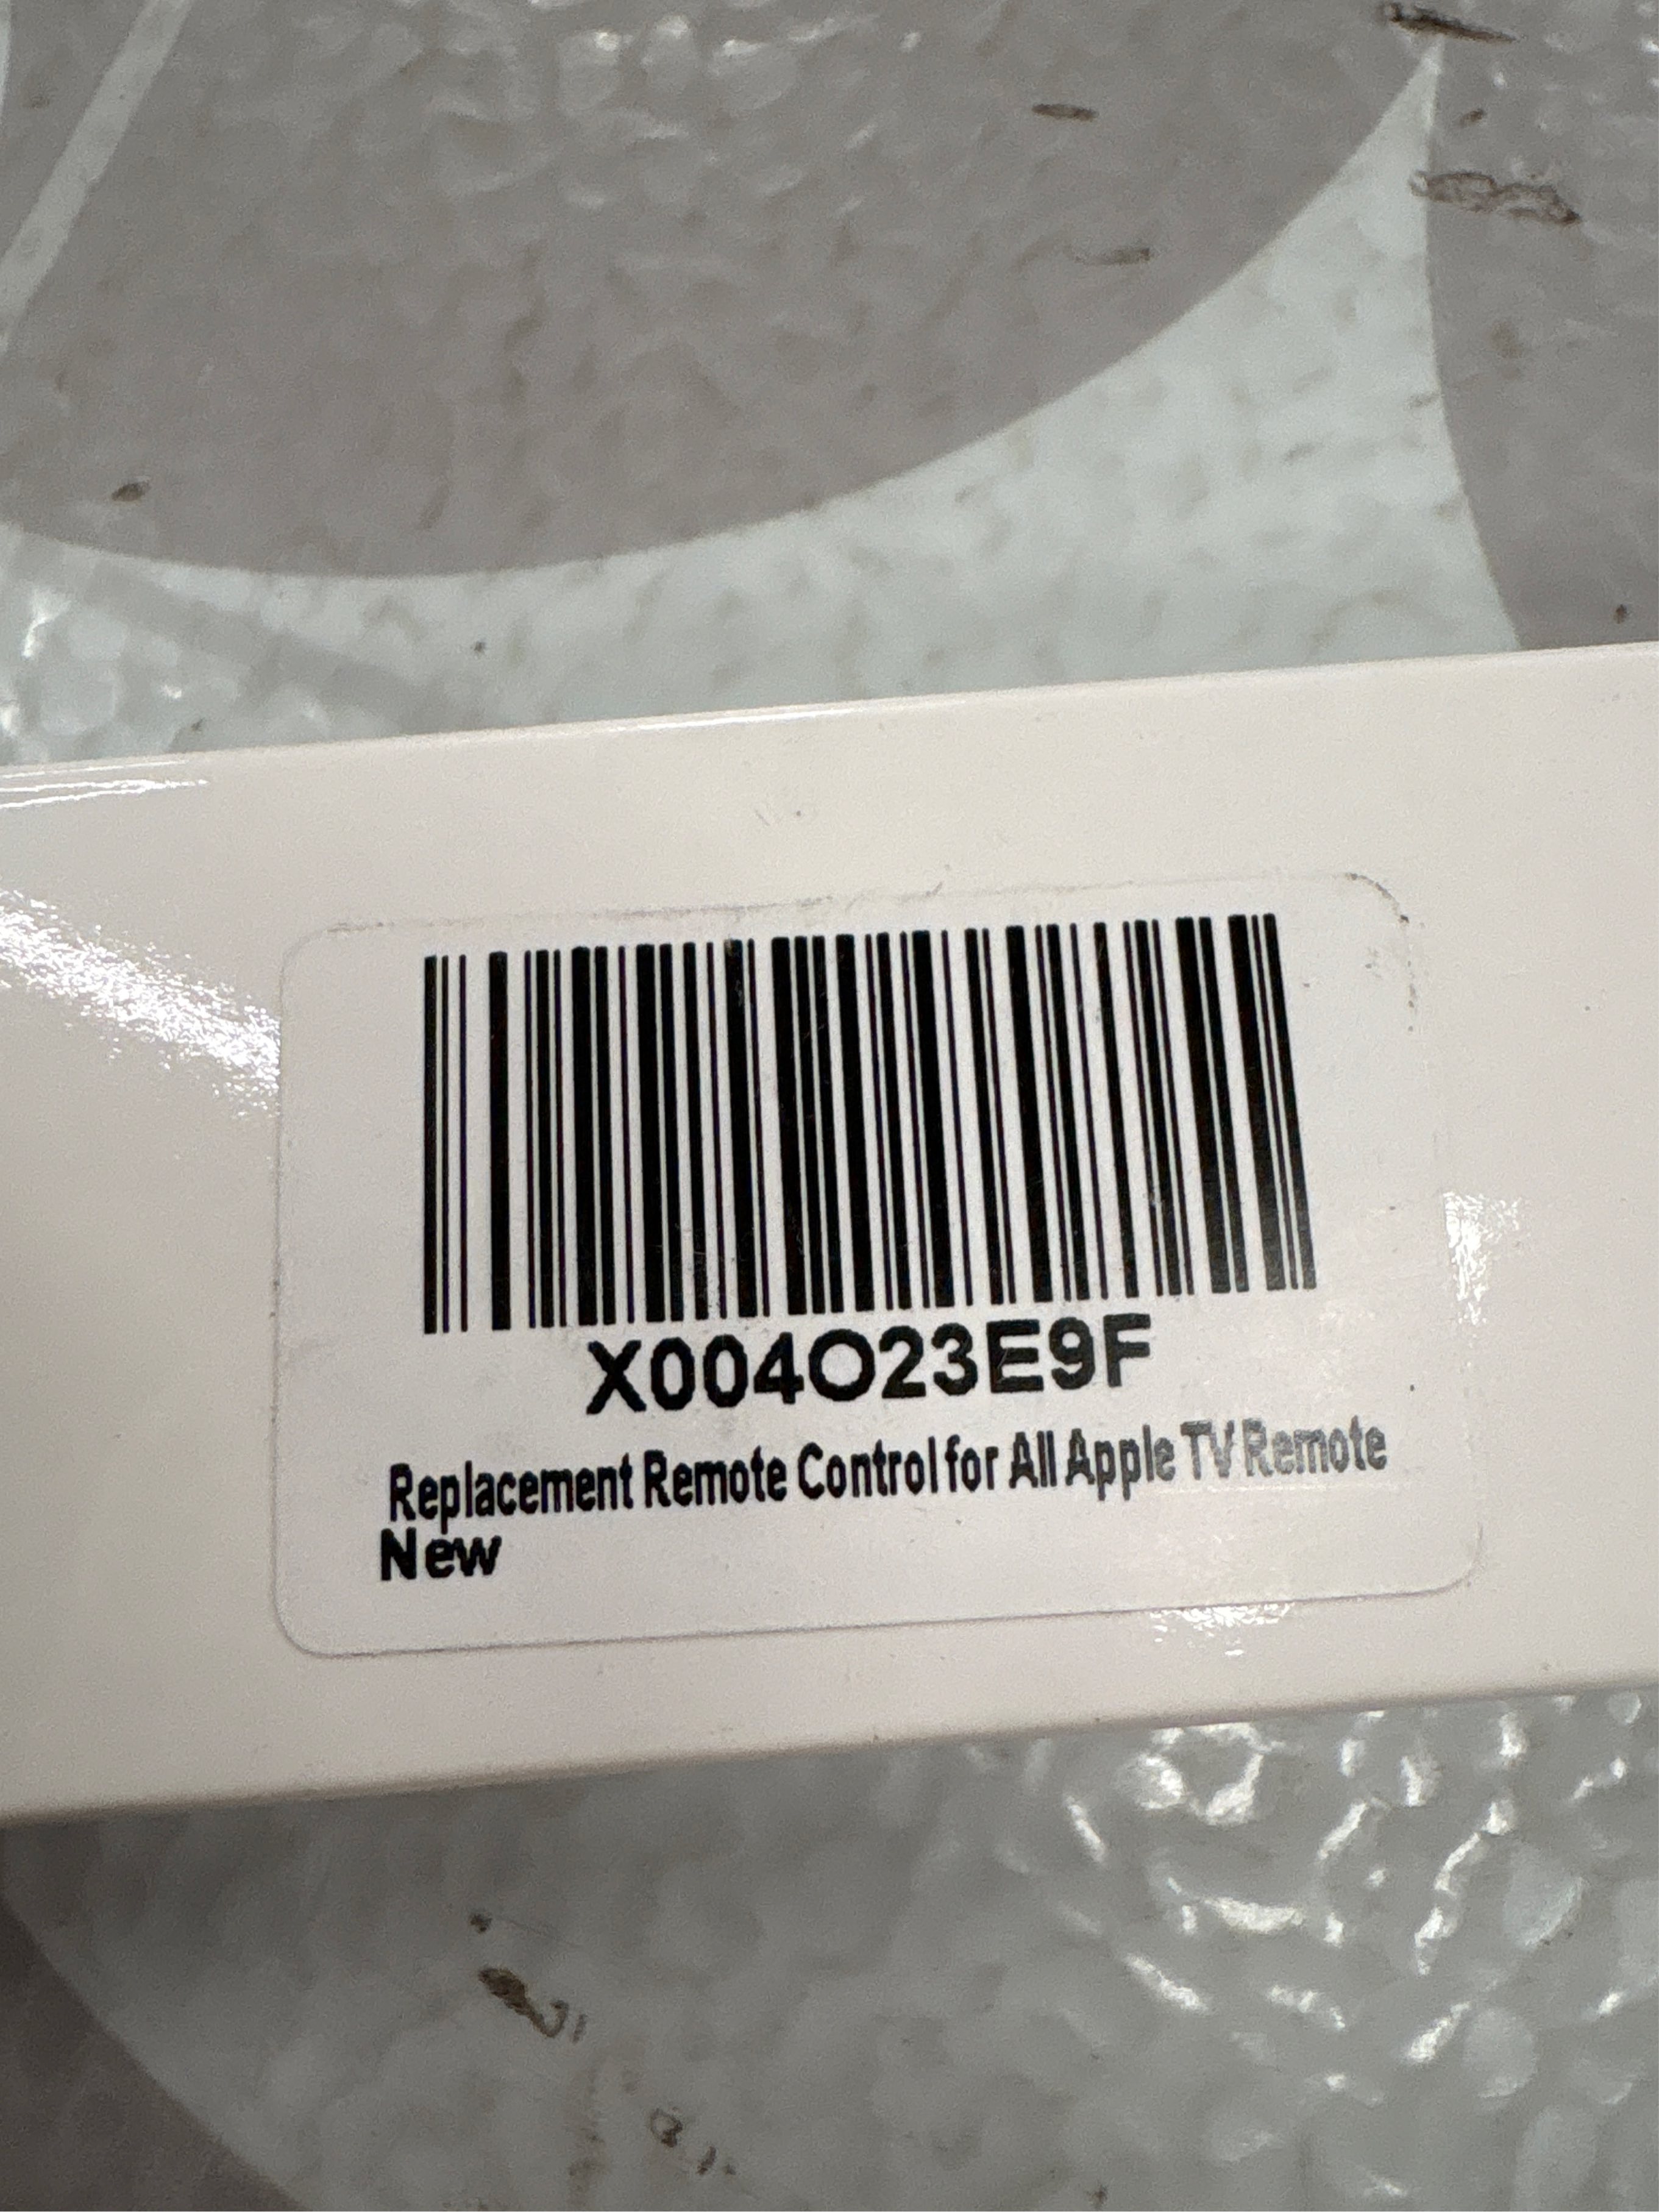 X004O23E9F
Replacement Remote Control for All Apple TV Remote
New